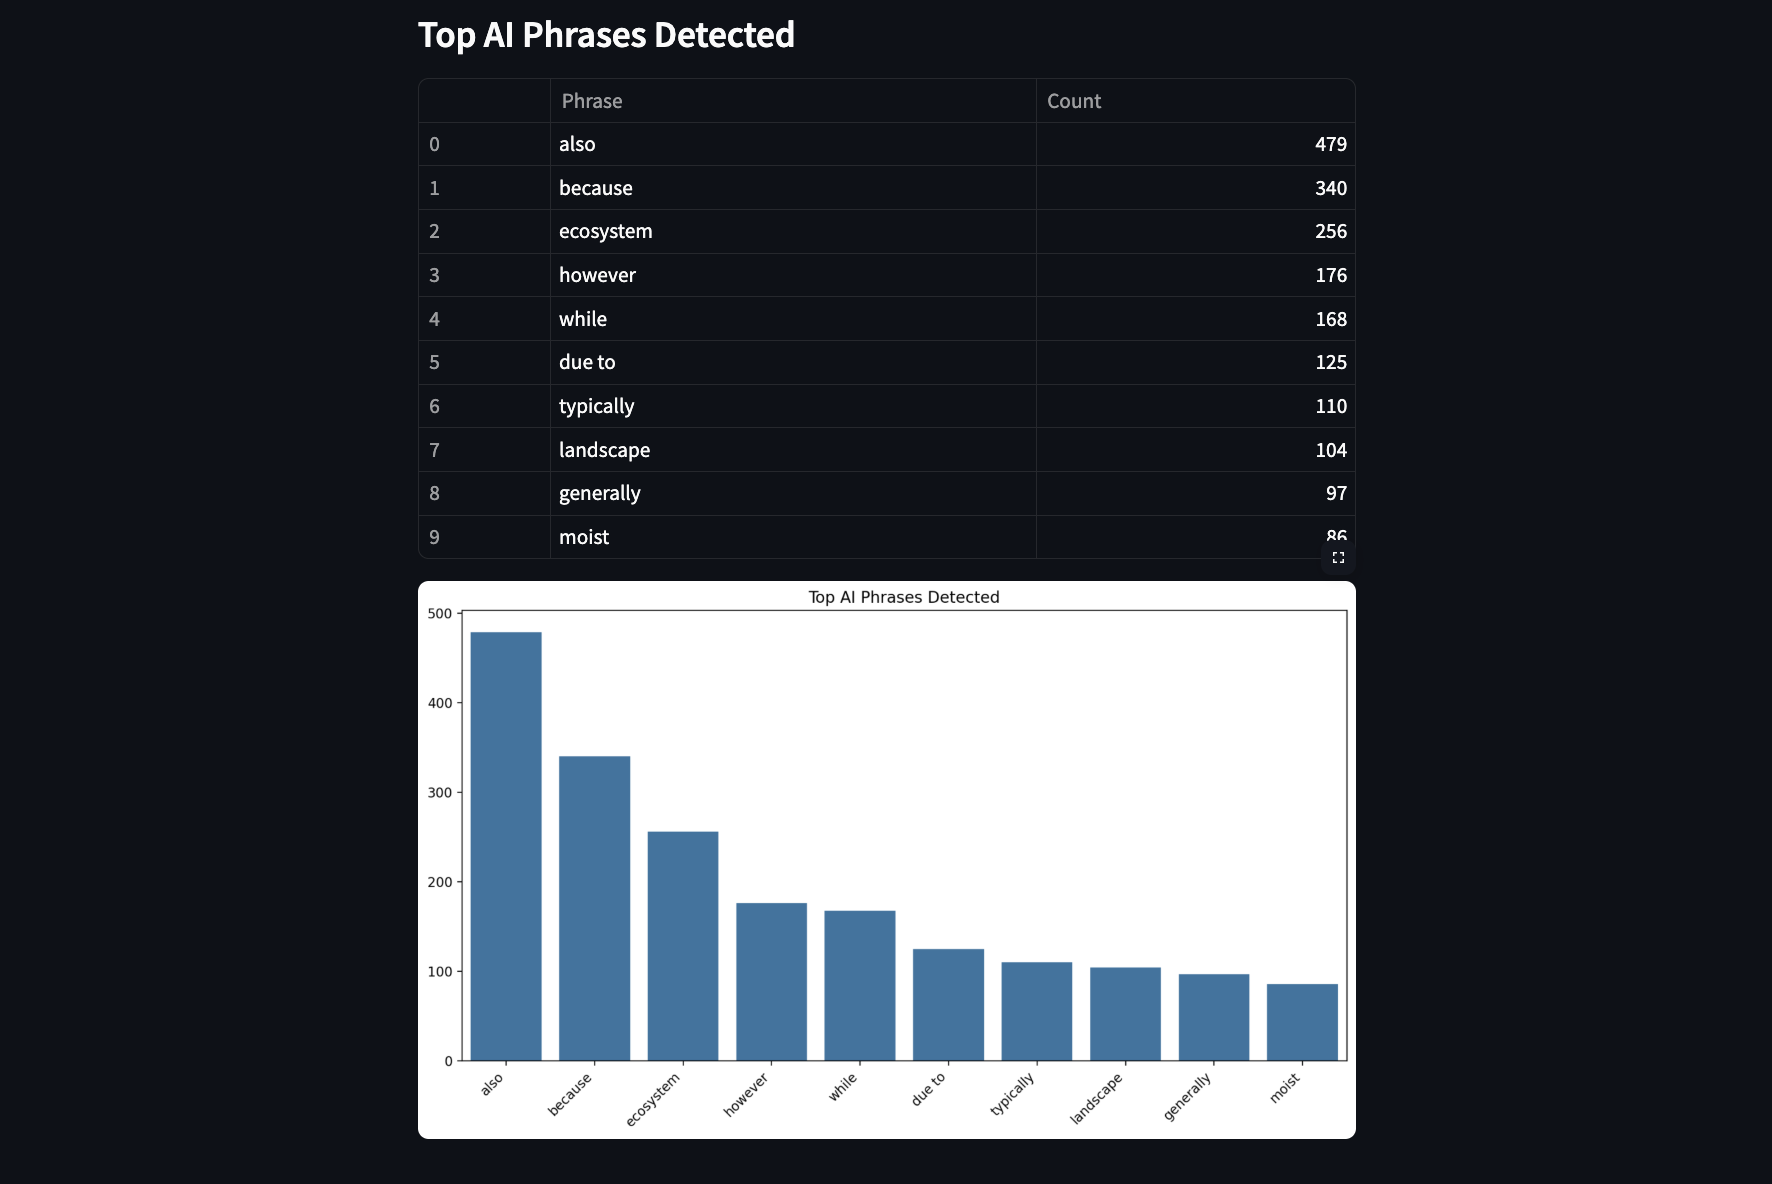 Top AI Phrases Detected
Phrase Count
0 also 479
1 because 340
2 ecosystem 256
3 however 176
4 while 168
5 due to 125
6 typically 110
7 landscape 104
8 generally 97
9 moist 86
Top AI Phrases Detected
500
400
300
200
100
0
also because ecosystem however while due to typically landscape generally moist